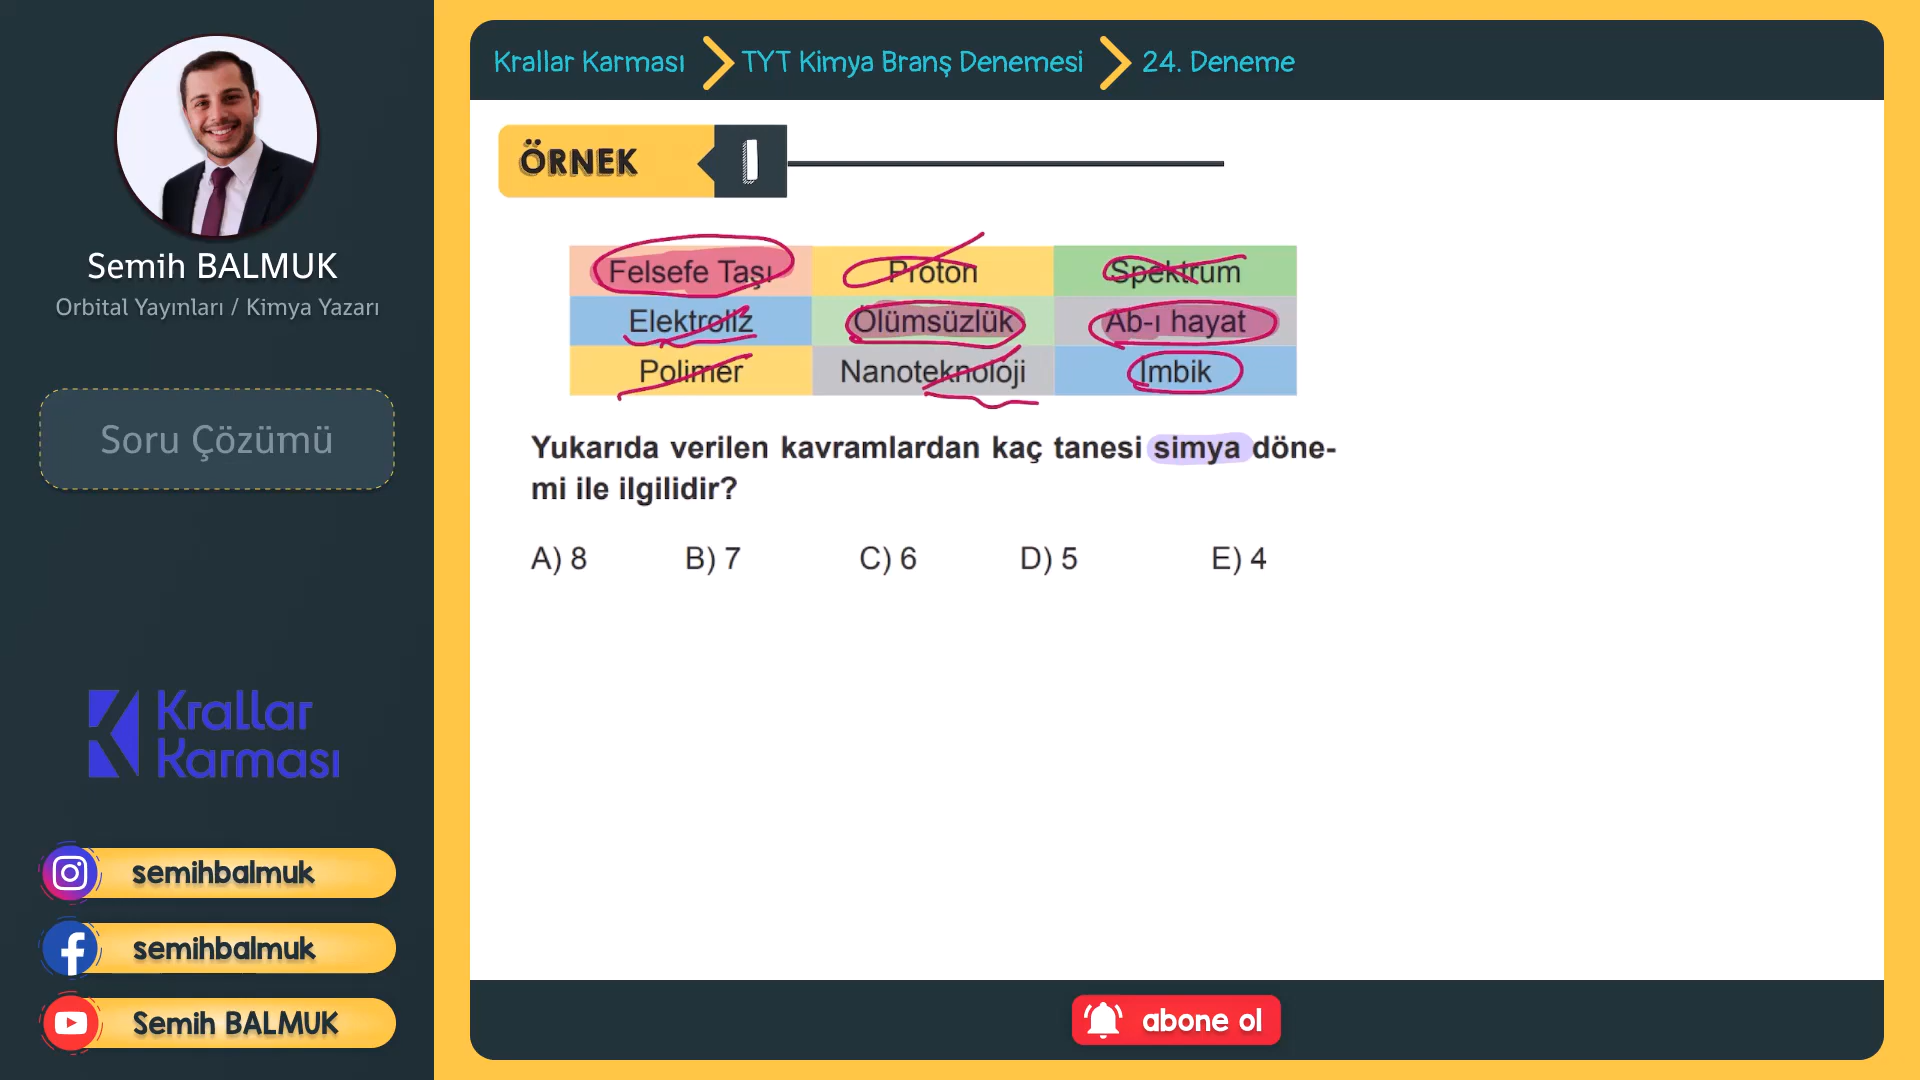 Krallar Karması TYT Kimya Branş Denemesi 24. Deneme
ÖRNEK 1
Semih BALMUK
Orbital Yayınları / Kimya Yazarı
Soru Çözümü
Felsefe Taşı Proton Spektrum
Elektroliz Ölümsüzlük Ab-ı hayat
Polimer Nanoteknoloji İmbik
Yukarıda verilen kavramlardan kaç tanesi simya döne-
mi ile ilgilidir?
A) 8 B) 7 C) 6 D) 5 E) 4
Krallar
Karması
semihbalmuk
semihbalmuk
Semih BALMUK
abone ol